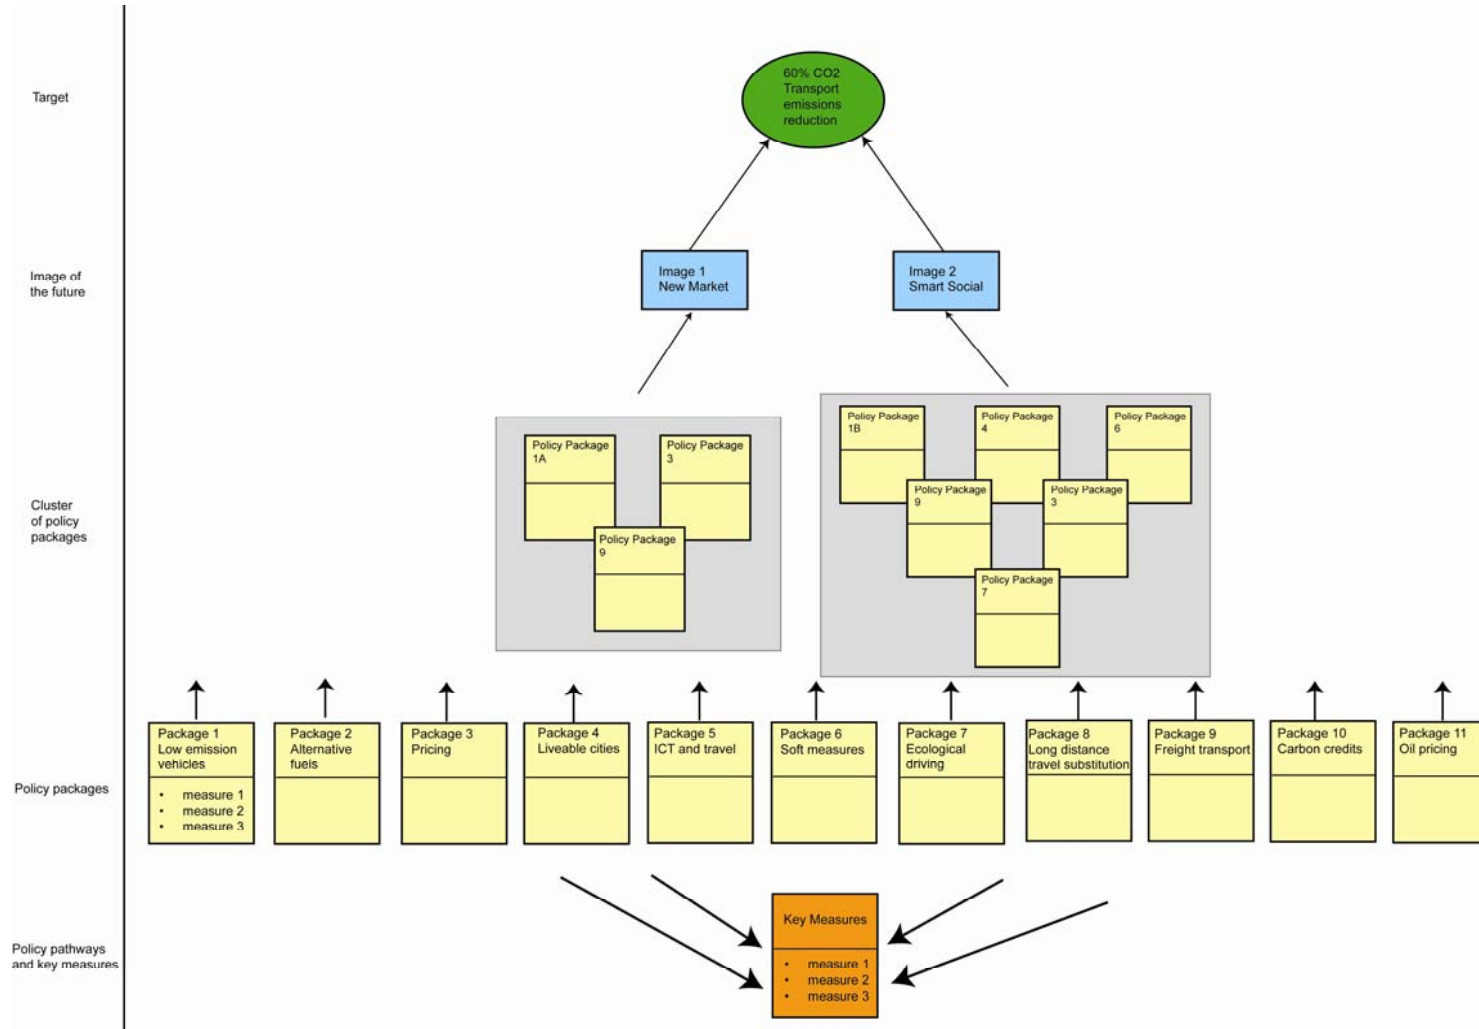 Target
60% CO2
Transport
emissions
reduction
Image of
the future
Image 1
New Market
Image 2
Smart Social
Cluster
of policy
packages
Policy Package
1A
Policy Package
3
Policy Package
9
Policy Package
1B
Policy Package
4
Policy Package
6
Policy Package
9
Policy Package
3
Policy Package
7
Policy packages
Package 1
Low emission
vehicles
• measure 1
• measure 2
• measure 3
Package 2
Alternative
fuels
Package 3
Pricing
Package 4
Liveable cities
Package 5
ICT and travel
Package 6
Soft measures
Package 7
Ecological
driving
Package 8
Long distance
travel substitution
Package 9
Freight transport
Package 10
Carbon credits
Package 11
Oil pricing
Policy pathways
and key measures
Key Measures
• measure 1
• measure 2
• measure 3